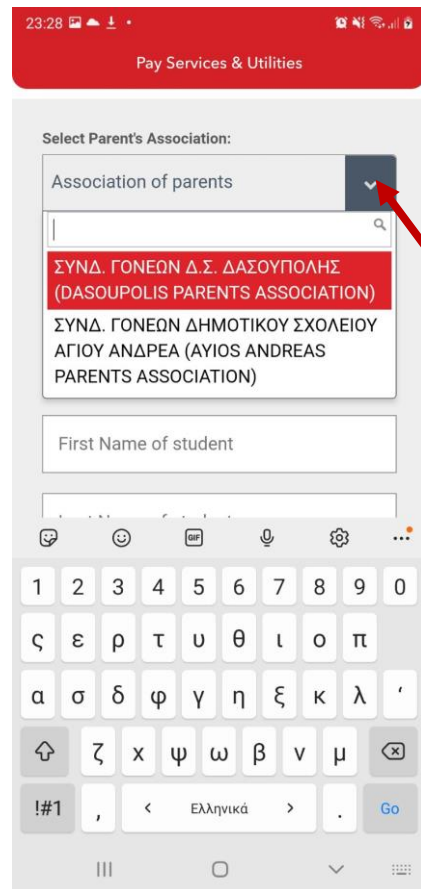 23:28
Pay Services & Utilities
Select Parent's Association:
Association of parents
ΣΥΝΔ. ΓΟΝΕΩΝ Δ.Σ. ΔΑΣΟΥΠΟΛΗΣ
(DASOUPOLIS PARENTS ASSOCIATION)
ΣΥΝΔ. ΓΟΝΕΩΝ ΔΗΜΟΤΙΚΟΥ ΣΧΟΛΕΙΟΥ
ΑΓΙΟΥ ΑΝΔΡΕΑ (AYIOS ANDREAS
PARENTS ASSOCIATION)
First Name of student
GIF
1 2 3 4 5 6 7 8 9 0
ς ε ρ τ υ θ ι ο π
α σ δ φ γ η ξ κ λ ‘
ζ χ ψ ω β ν μ
!#1 , < Ελληνικά > . Go